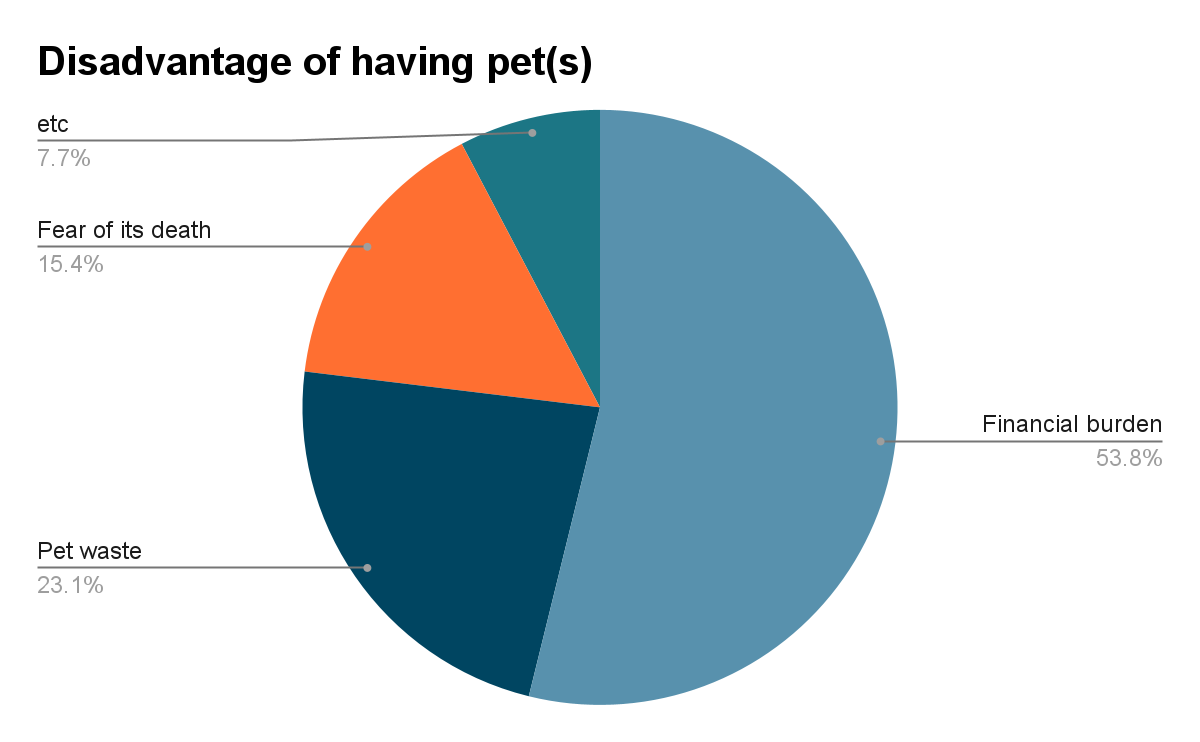 Disadvantage of having pet(s)
etc
7.7%
Fear of its death
15.4%
Financial burden
53.8%
Pet waste
23.1%